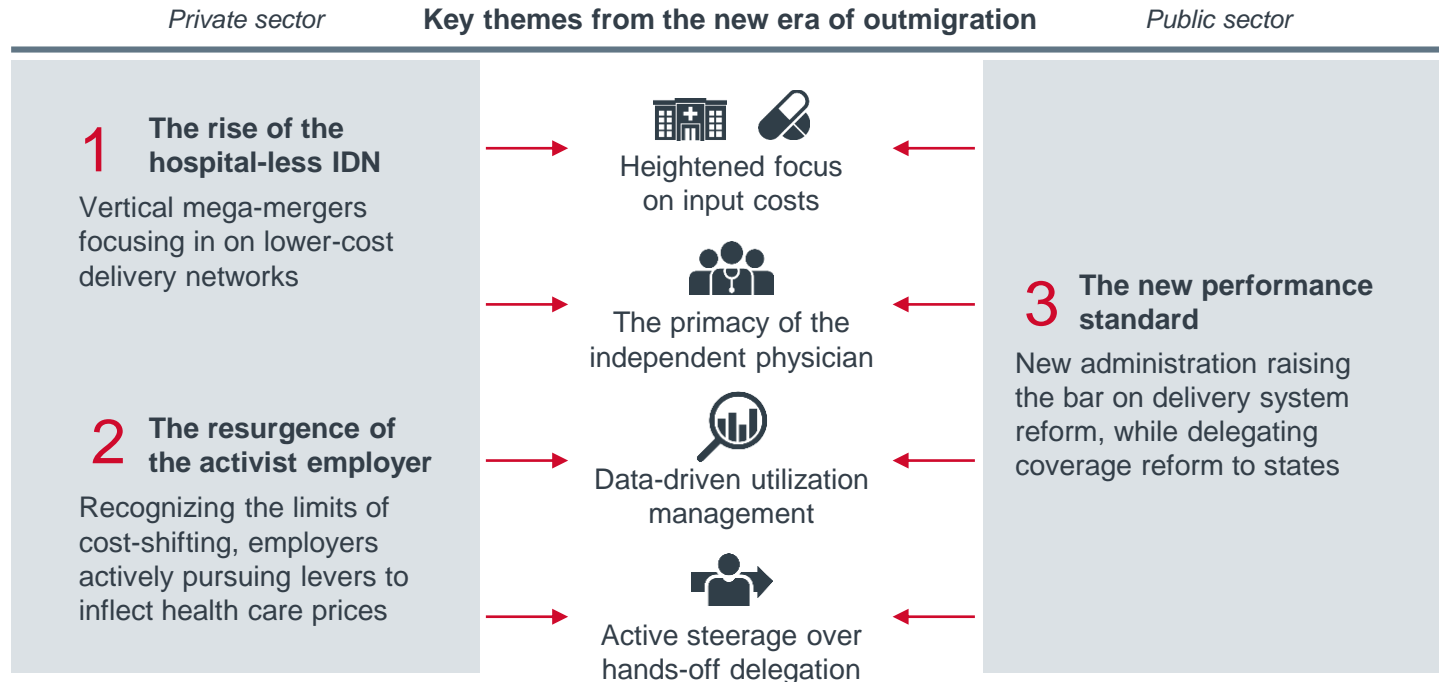 Private sector
Key themes from the new era of outmigration
Public sector
1
The rise of the
hospital-less IDN
Vertical mega-mergers
focusing in on lower-cost
delivery networks
2
The resurgence of
the activist employer
Recognizing the limits of
cost-shifting, employers
actively pursuing levers to
inflect health care prices
Heightened focus
on input costs
The primacy of the
independent physician
Data-driven utilization
management
Active steerage over
hands-off delegation
3
The new performance
standard
New administration raising
the bar on delivery system
reform, while delegating
coverage reform to states